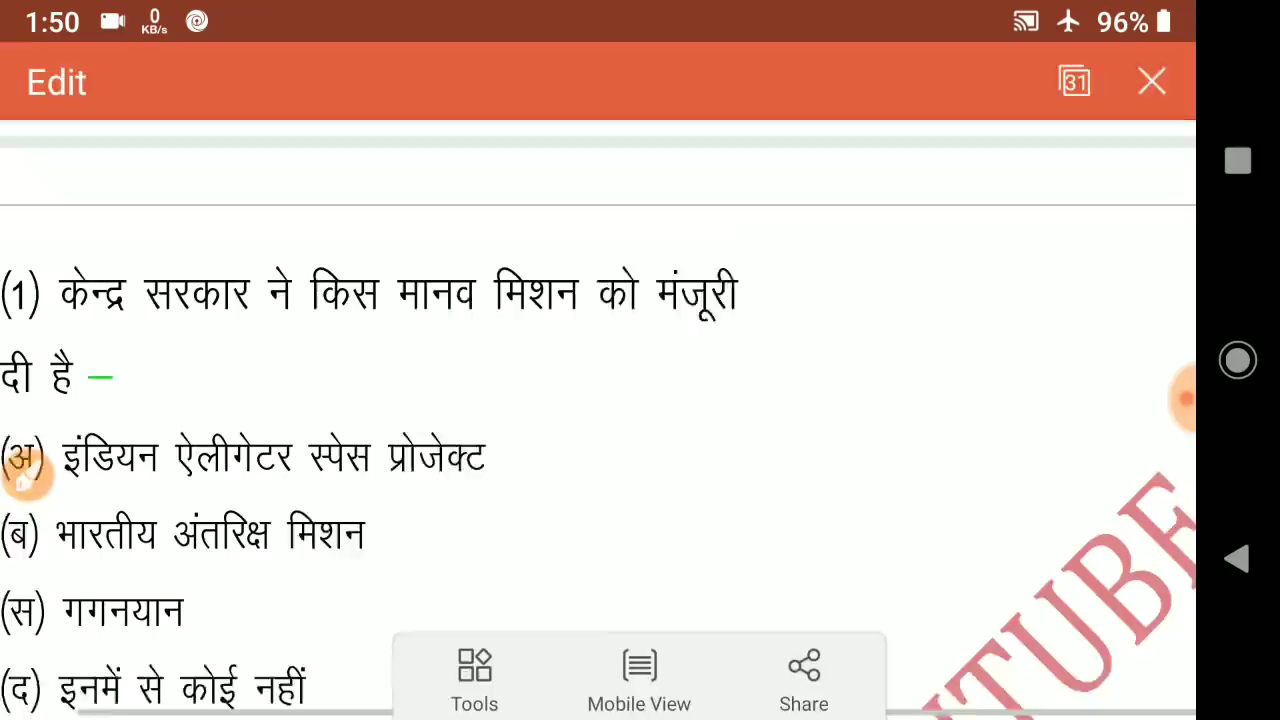 1:50 0 KB/s 96%
Edit 31
(1) केन्द्र सरकार ने किस मानव मिशन को मंजूरी
दी है –
(अ) इंडियन ऐलीगेटर स्पेस प्रोजेक्ट
(ब) भारतीय अंतरिक्ष मिशन
(स) गगनयान
(द) इनमें से कोई नहीं
TUBE
Tools Mobile View Share